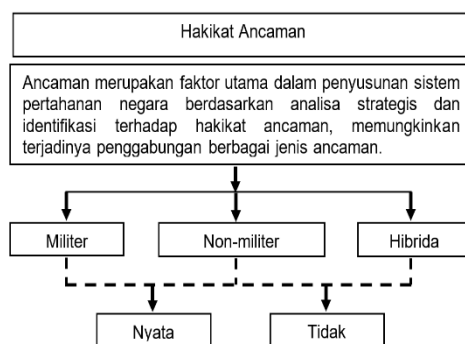 Hakikat Ancaman
Ancaman merupakan faktor utama dalam penyusunan sistem
pertahanan negara berdasarkan analisa strategis dan
identifikasi terhadap hakikat ancaman, memungkinkan
terjadinya penggabungan berbagai jenis ancaman.
Militer
Non-militer
Hibrida
Nyata
Tidak